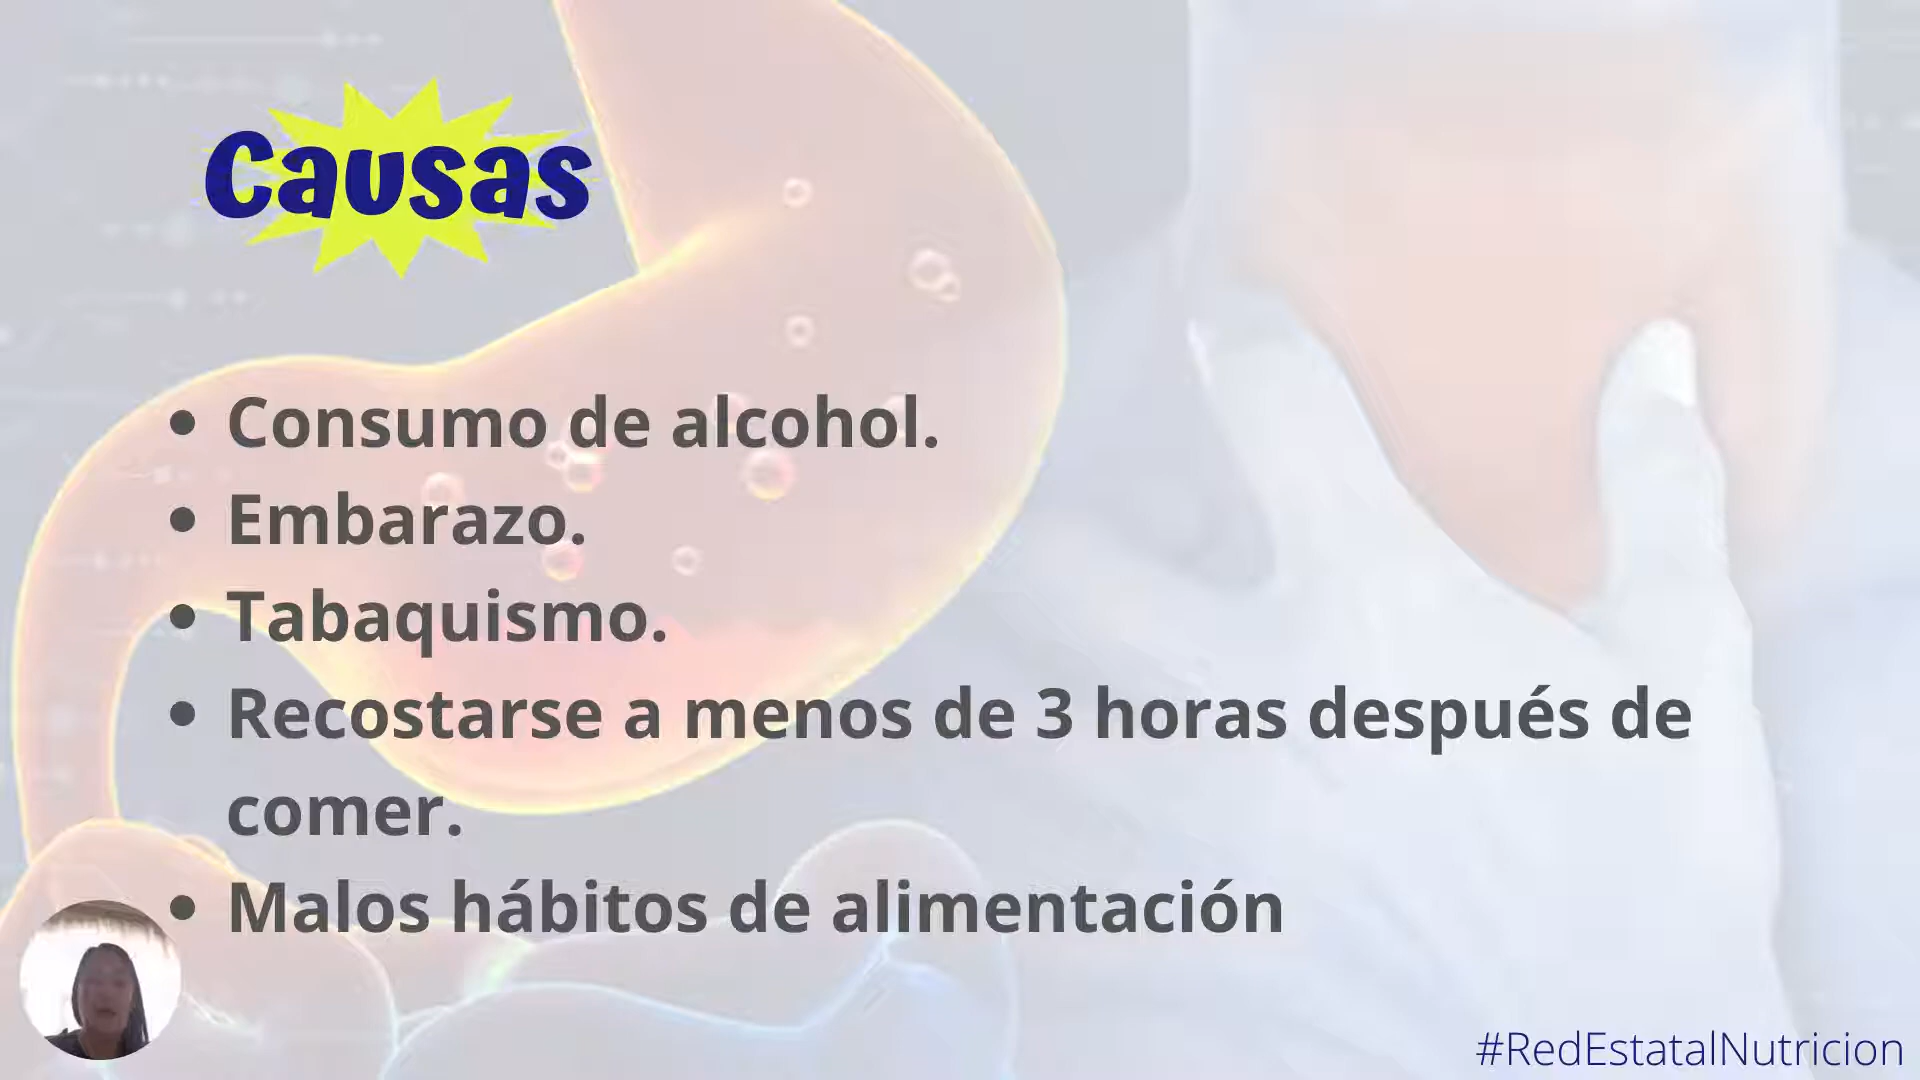 Causas
• Consumo de alcohol.
• Embarazo.
• Tabaquismo.
• Recostarse a menos de 3 horas después de
comer.
• Malos hábitos de alimentación
#RedEstatalNutricion